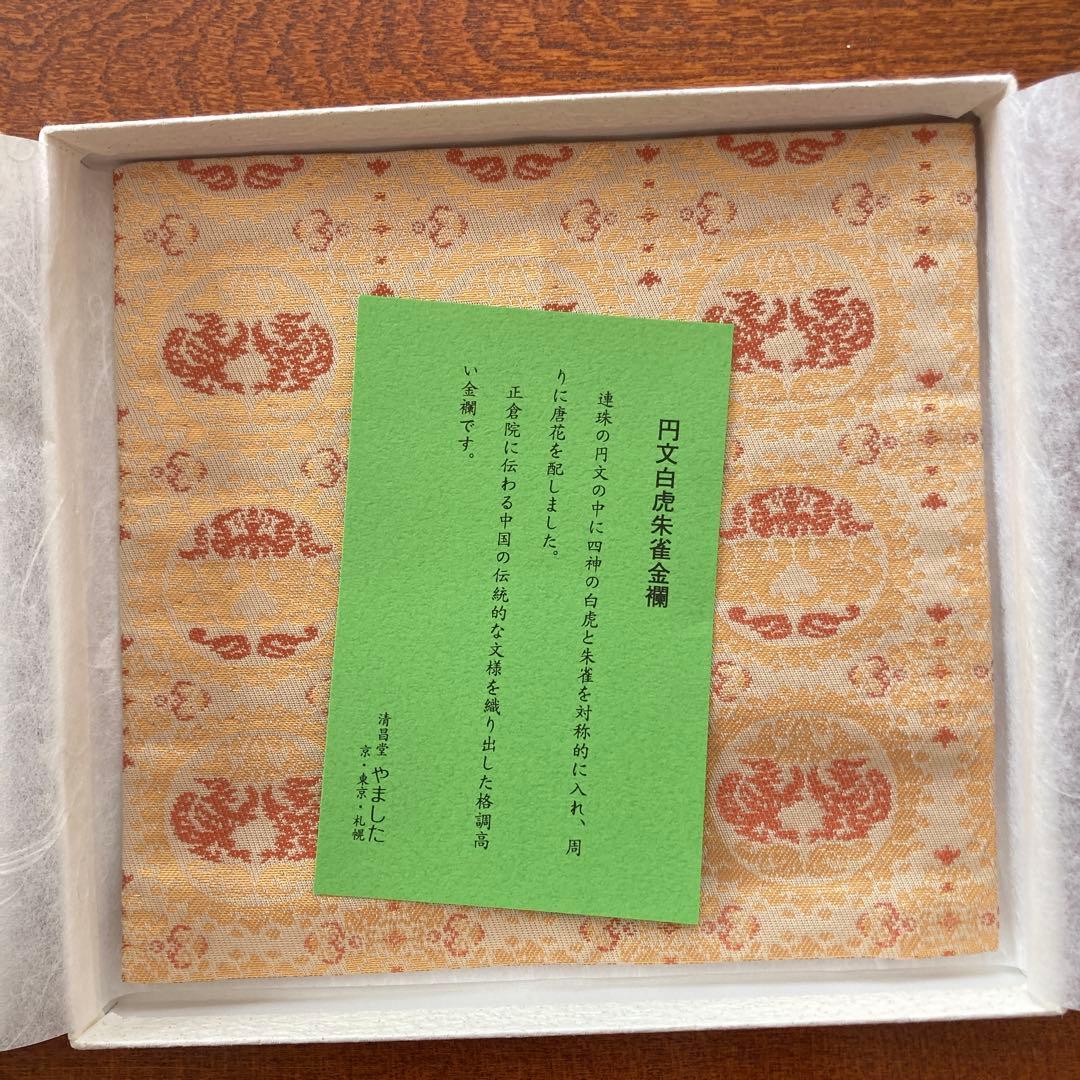 円文白虎朱雀金襴
連珠の円文の中に四神の白虎と朱雀を対称的に入れ、周
りに唐花を配しました。
正倉院に伝わる中国の伝統的な文様を織り出した格調高
い金襴です。
清昌堂 やました
京・東京・札幌